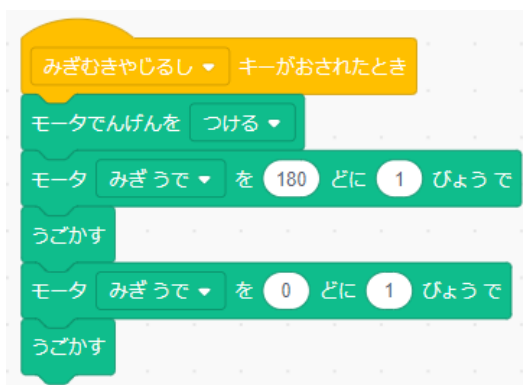 みぎむきやじるし キーがおされたとき
モータでんげんを つける
モータ みぎ うで を 180 どに 1 びょう で
うごかす
モータ みぎ うで を 0 どに 1 びょう で
うごかす